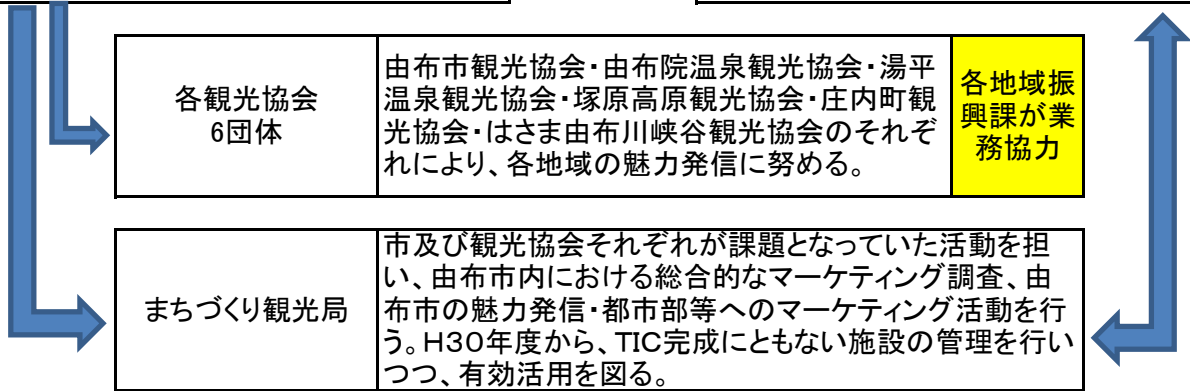 各観光協会
6団体
由布市観光協会・由布院温泉観光協会・湯平
温泉観光協会・塚原高原観光協会・庄内町観
光協会・はさま由布川峡谷観光協会のそれぞ
れにより、各地域の魅力発信に努める。
各地域振
興課が業
務協力
まちづくり観光局
市及び観光協会それぞれが課題となっていた活動を担
い、由布市内における総合的なマーケティング調査、由
布市の魅力発信・都市部等へのマーケティング活動を行
う。H30年度から、TIC完成にともない施設の管理を行い
つつ、有効活用を図る。